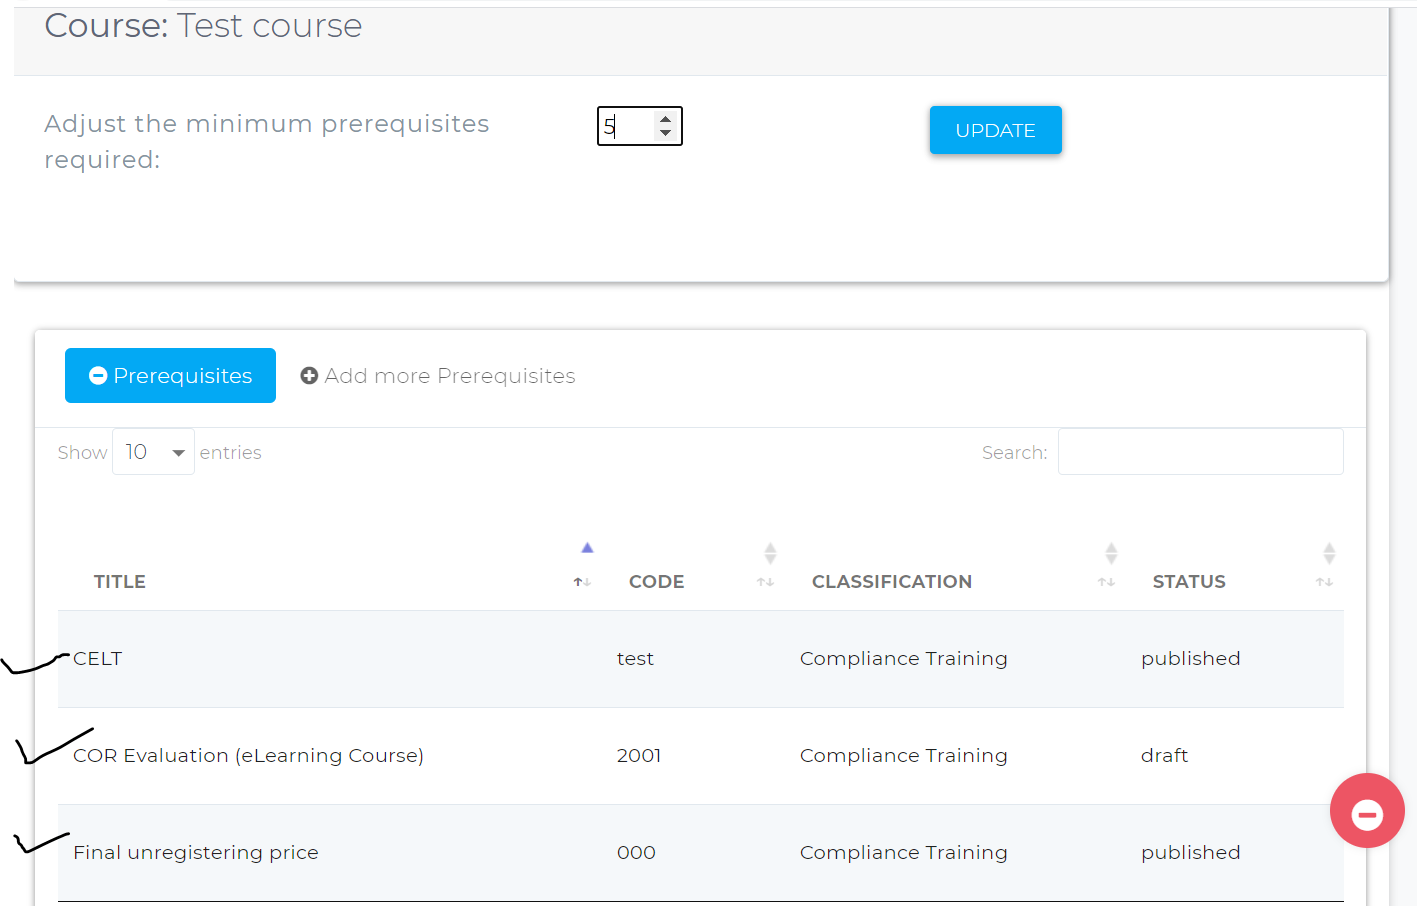 Course: Test course
Adjust the minimum prerequisites
required:
5
UPDATE
Prerequisites
Add more Prerequisites
Show 10 entries
Search:
TITLE CODE CLASSIFICATION STATUS
CELT test Compliance Training published
COR Evaluation (eLearning Course) 2001 Compliance Training draft
Final unregistering price 000 Compliance Training published